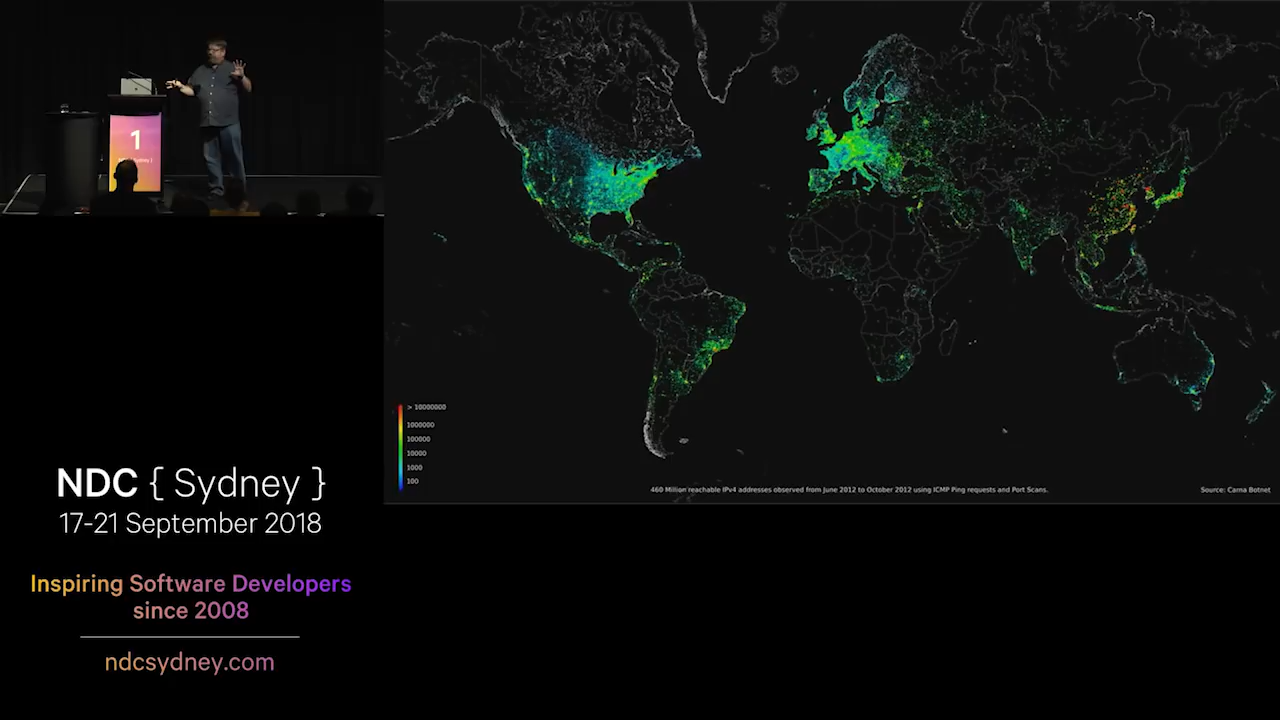 1
NDC { Sydney }
17-21 September 2018
Inspiring Software Developers
since 2008
ndcsydney.com
> 10000000
1000000
100000
10000
1000
100
460 Million reachable IPv4 addresses observed from June 2012 to October 2012 using ICMP Ping requests and Port Scans.
Source: Carna Botnet